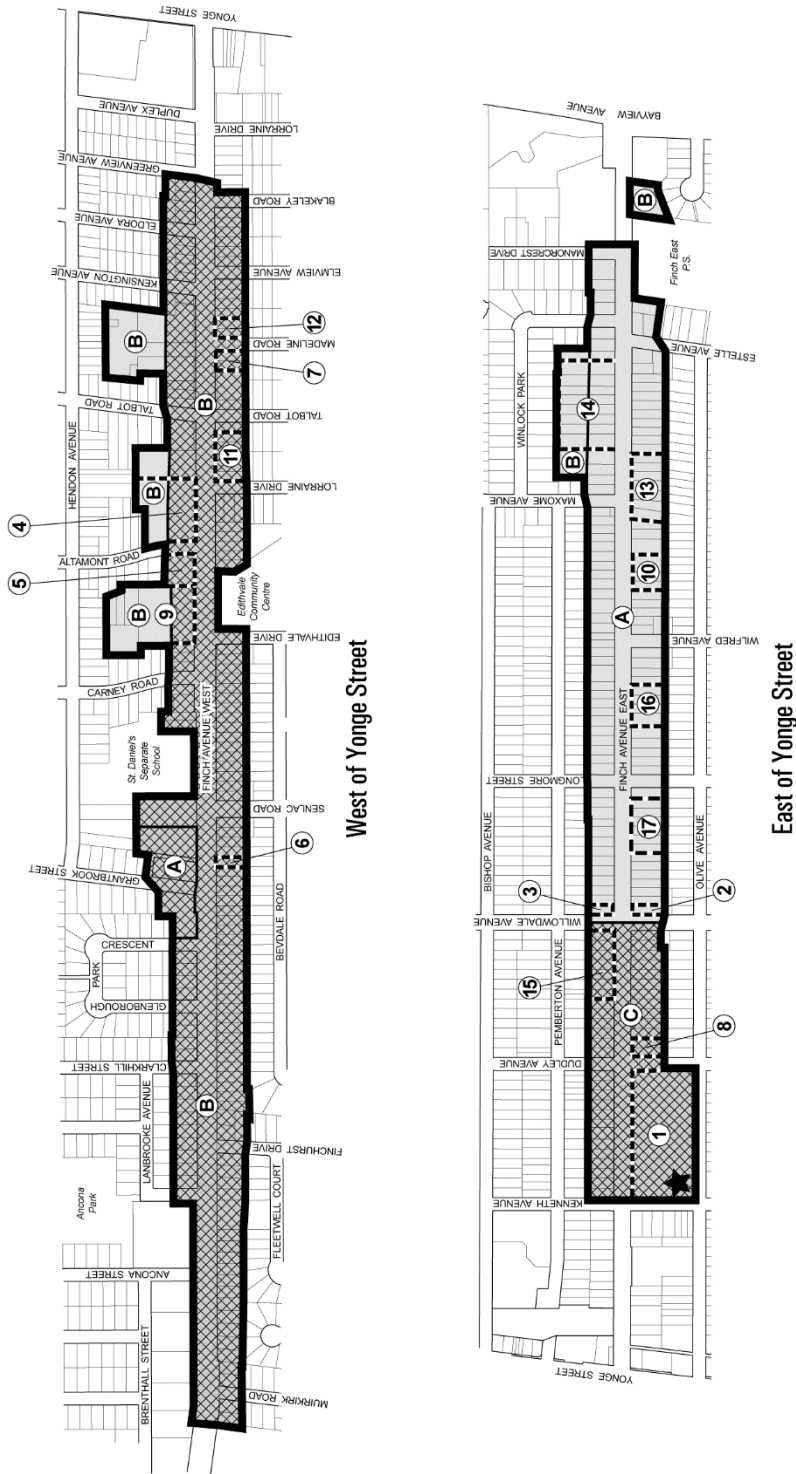 YONGE STREET
DUPLEX AVENUE
LORRAINE DRIVE
GREENVIEW AVENUE
BLAKELEY ROAD
ELDORA AVENUE
ELMVIEW AVENUE
KENSINGTON AVENUE
B
12
MADELINE ROAD
7
B
TALBOT ROAD
TALBOT ROAD
HENDON AVENUE
11
B
LORRAINE DRIVE
4
ALTAMONT ROAD
5
B
9
Edithvale
Community
Centre
EDITHVALE DRIVE
CARNEY ROAD
FINCH AVENUE WEST
St. Daniel's
Separate
School
SENLAC ROAD
6
GRANTBROOK STREET
A
BEVDALE ROAD
CRESCENT
PARK
GLENBOROUGH
CLARKHILL STREET
B
LANBROOKE AVENUE
FINCHURST DRIVE
Ancona
Park
FLEETWELL COURT
ANCONA STREET
BRENTHALL STREET
MUIRKIRK ROAD
West of Yonge Street
BAYVIEW
AVENUE
B
MANORCREST DRIVE
Finch East
P.S.
ESTELLE AVENUE
WINLOCK PARK
14
B
MAXOME AVENUE
13
10
A
WILFRED AVENUE
16
FINCH AVENUE EAST
LONGMORE STREET
BISHOP AVENUE
17
OLIVE AVENUE
3
2
WILLOWDALE AVENUE
15
PEMBERTON AVENUE
C
8
DUDLEY AVENUE
1
KENNETH AVENUE
YONGE STREET
East of Yonge Street